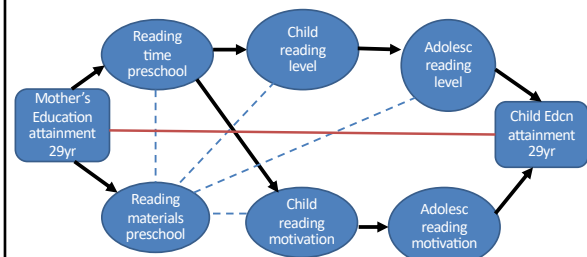 Reading
time
preschool
Child
reading
level
Adolesc
reading
level
Mother's
Education
attainment
29yr
Child Edcn
attainment
29yr
Reading
materials
preschool
Child
reading
motivation
Adolesc
reading
motivation